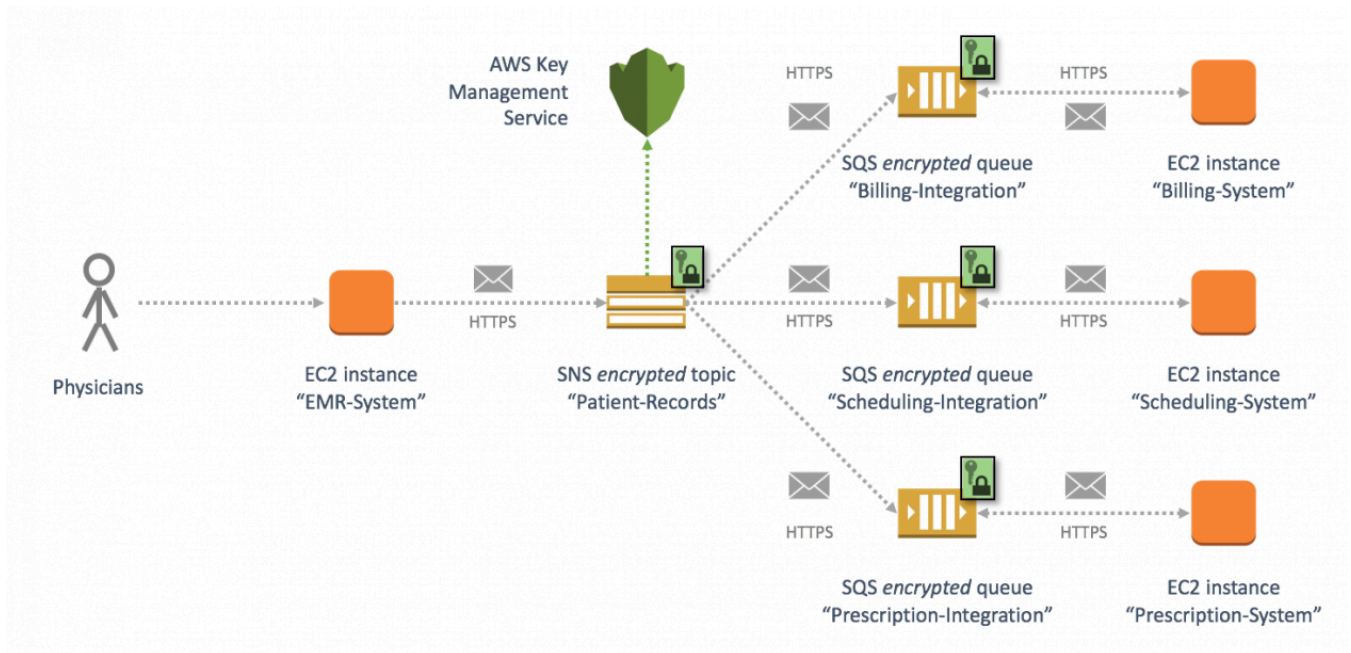 AWS Key
Management
Service
HTTPS
HTTPS
SQS encrypted queue
“Billing-Integration”
EC2 instance
“Billing-System”
Physicians
HTTPS
EC2 instance
“EMR-System”
SNS encrypted topic
“Patient-Records”
HTTPS
HTTPS
SQS encrypted queue
“Scheduling-Integration”
EC2 instance
“Scheduling-System”
HTTPS
HTTPS
SQS encrypted queue
“Prescription-Integration”
EC2 instance
“Prescription-System”